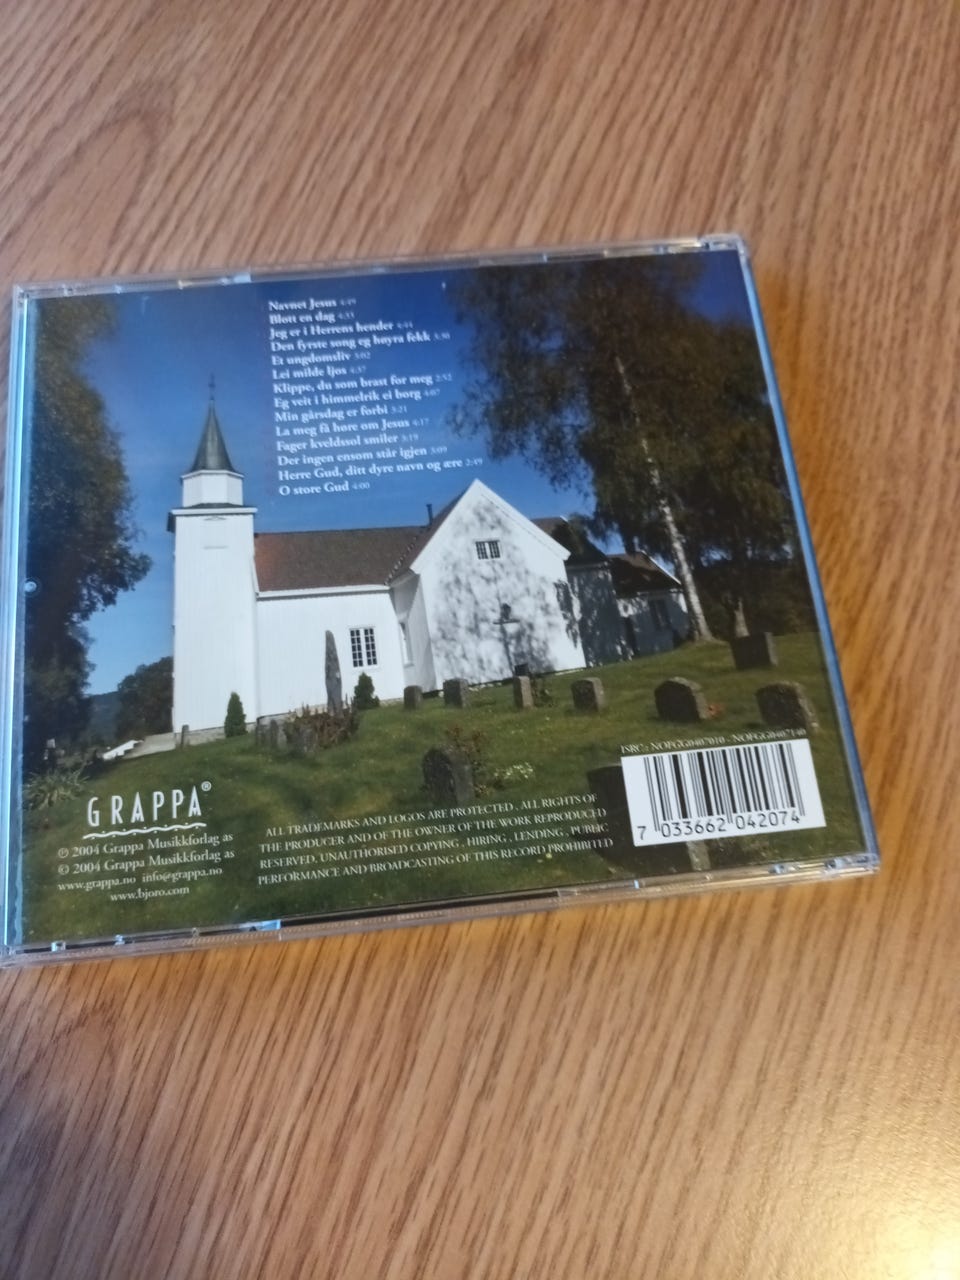 Navnet Jesus 4:49
Blott en dag 4:33
Jeg er i Herrens hender 4:44
Den fyrste song eg høyra fekk 3:30
Et ungdomsliv 3:02
Lei milde ljos 4:37
Klippe, du som brast for meg 2:52
Eg veit i himmelrik ei borg 4:07
Min gårsdag er forbi 3:21
La meg få høre om Jesus 4:17
Fager kveldssol smiler 3:19
Der ingen ensom står igjen 3:09
Herre Gud, ditt dyre navn og ære 2:49
O store Gud 4:00
ISRC: NOFGG0407010 - NOFGG0407140
7 033662 042074
GRAPPA®
℗ 2004 Grappa Musikkforlag as
© 2004 Grappa Musikkforlag as
www.grappa.no info@grappa.no
www.bjoro.com
ALL TRADEMARKS AND LOGOS ARE PROTECTED. ALL RIGHTS OF
THE PRODUCER AND OF THE OWNER OF THE WORK REPRODUCED
RESERVED. UNAUTHORISED COPYING, HIRING, LENDING, PUBLIC
PERFORMANCE AND BROADCASTING OF THIS RECORD PROHIBITED